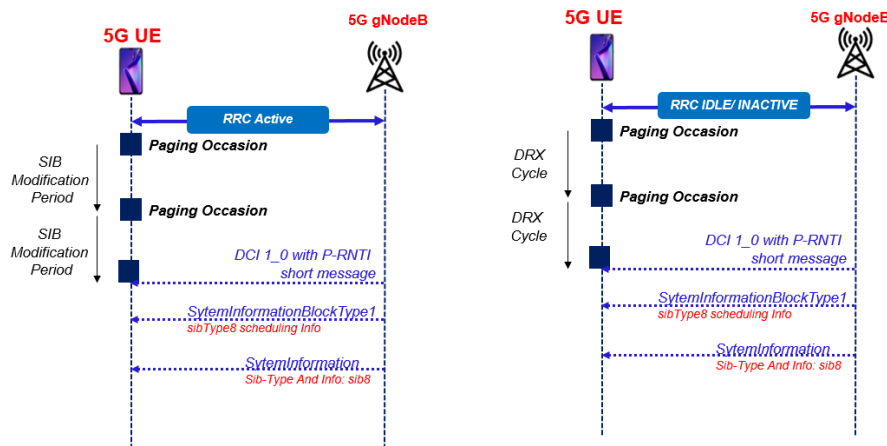 5G UE
5G gNodeB
RRC Active
Paging Occasion
SIB
Modification
Period
Paging Occasion
SIB
Modification
Period
DCI 1_0 with P-RNTI
short message
SytemInformationBlockType1
sibType8 scheduling Info
SytemInformation
Sib-Type And Info: sib8
5G UE
5G gNodeB
RRC IDLE/ INACTIVE
Paging Occasion
DRX
Cycle
Paging Occasion
DRX
Cycle
DCI 1_0 with P-RNTI
short message
SytemInformationBlockType1
sibType8 scheduling Info
SytemInformation
Sib-Type And Info: sib8